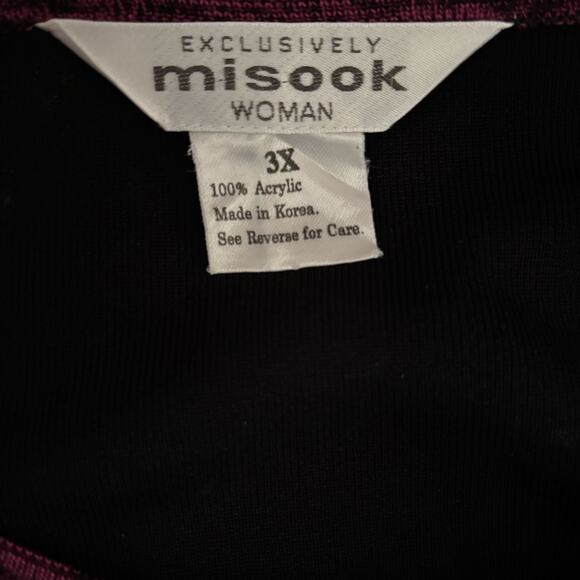 EXCLUSIVELY
misook
WOMAN
3X
100% Acrylic
Made in Korea.
See Reverse for Care.